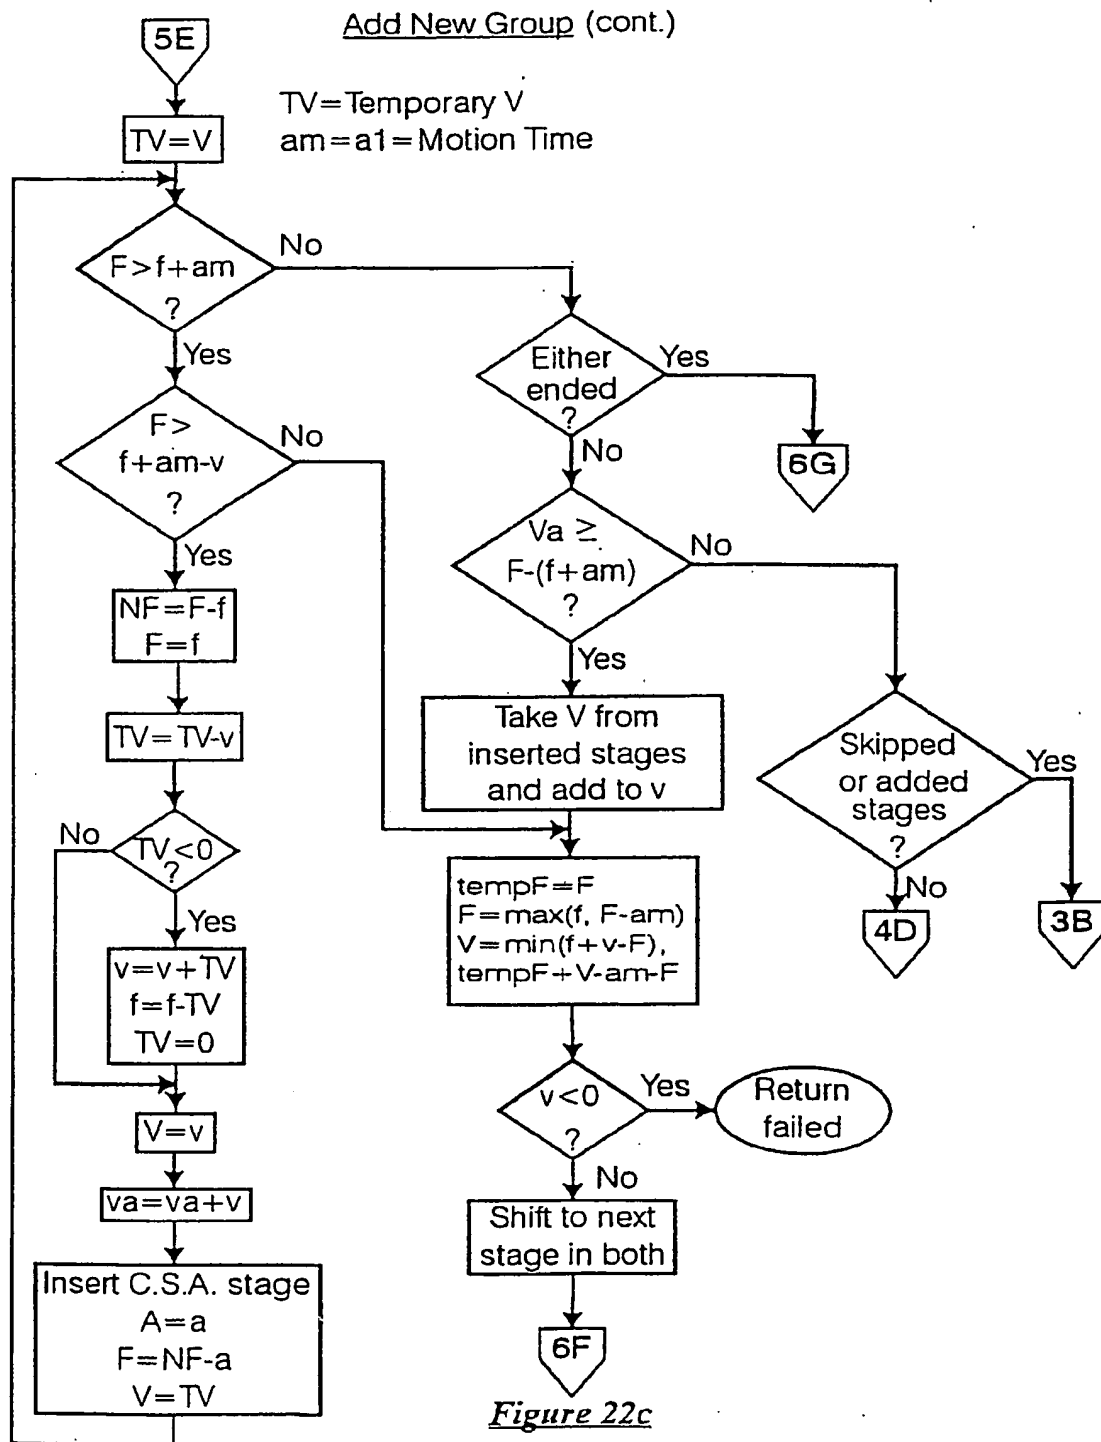 Add New Group (cont.)
5E
TV=Temporary V
am=a1=Motion Time
TV=V
F>f+am
?
No
Yes
Either
ended
?
Yes
No
6G
F>
f+am-v
?
No
Yes
Va ≥
F-(f+am)
?
No
Yes
NF=F-f
F=f
TV=TV-v
Take V from
inserted stages
and add to v
Skipped
or added
stages
?
Yes
No
3B
4D
TV<0
?
No
Yes
tempF=F
F=max(f, F-am)
V=min(f+v-F),
tempF+V-am-F
v=v+TV
f=f-TV
TV=0
v<0
?
Yes
No
Return
failed
V=v
va=va+v
Shift to next
stage in both
Insert C.S.A. stage
A=a
F=NF-a
V=TV
6F
Figure 22c